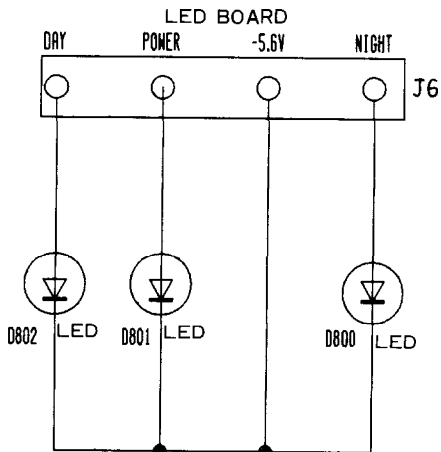 LED BOARD
DAY POWER -5.6V NIGHT
J6
D802 LED D801 LED D800 LED